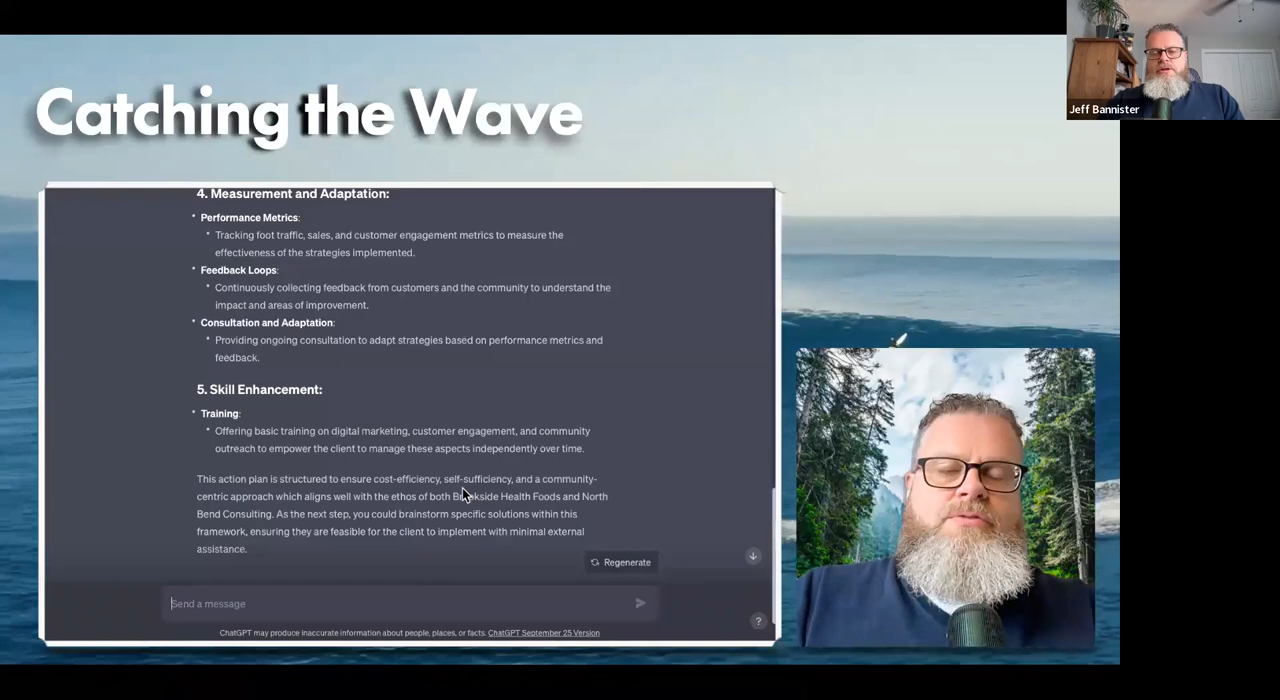 Jeff Bannister
Catching the Wave
4. Measurement and Adaptation:
• Performance Metrics:
• Tracking foot traffic, sales, and customer engagement metrics to measure the
effectiveness of the strategies implemented.
• Feedback Loops:
• Continuously collecting feedback from customers and the community to understand the
impact and areas of improvement.
• Consultation and Adaptation:
• Providing ongoing consultation to adapt strategies based on performance metrics and
feedback.
5. Skill Enhancement:
• Training:
• Offering basic training on digital marketing, customer engagement, and community
outreach to empower the client to manage these aspects independently over time.
This action plan is structured to ensure cost-efficiency, self-sufficiency, and a community-
centric approach which aligns well with the ethos of both Health Foods and North
Bend Consulting. As the next step, you could brainstorm specific solutions within this
framework, ensuring they are feasible for the client to implement with minimal external
assistance.
Regenerate
Send a message
?
ChatGPT may produce inaccurate information about people, places, or facts. ChatGPT September 25 Version